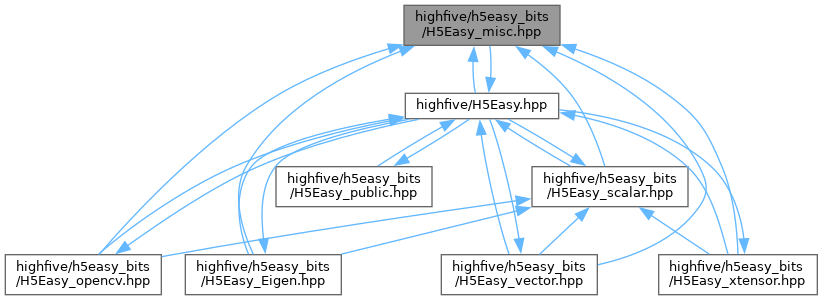 highfive/h5easy_bits
/H5Easy_misc.hpp
highfive/H5Easy.hpp
highfive/h5easy_bits
/H5Easy_public.hpp
highfive/h5easy_bits
/H5Easy_scalar.hpp
highfive/h5easy_bits
/H5Easy_opencv.hpp
highfive/h5easy_bits
/H5Easy_Eigen.hpp
highfive/h5easy_bits
/H5Easy_vector.hpp
highfive/h5easy_bits
/H5Easy_xtensor.hpp